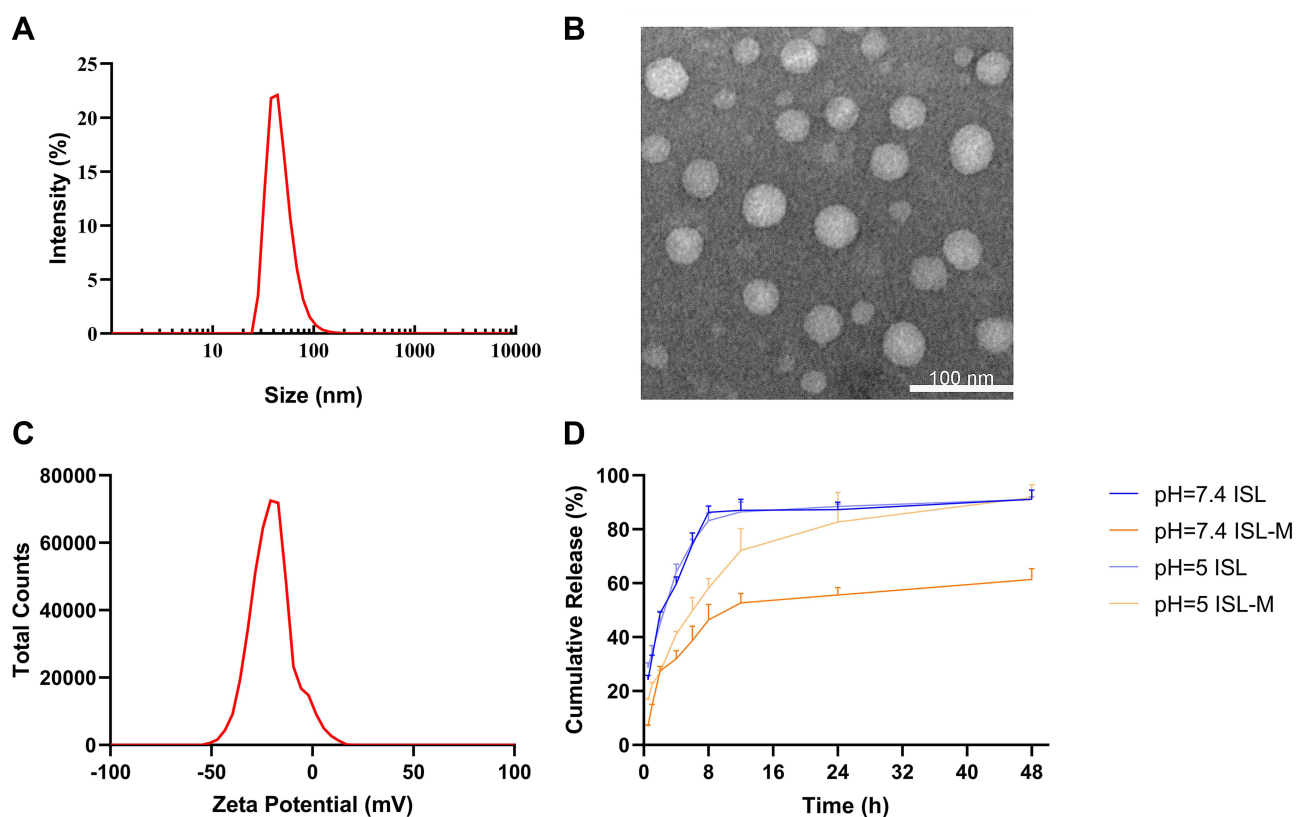 A
25
20
15
10
5
0
Intensity (%)
10 100 1000 10000
Size (nm)
B
100 nm
C
80000
60000
40000
20000
0
Total Counts
-100 -50 0 50 100
Zeta Potential (mV)
D
100
80
60
40
20
0
Cumulative Release (%)
0 8 16 24 32 40 48
Time (h)
pH=7.4 ISL
pH=7.4 ISL-M
pH=5 ISL
pH=5 ISL-M